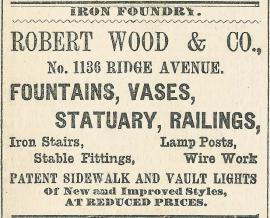 IRON FOUNDRY.
ROBERT WOOD & CO.,
No. 1136 RIDGE AVENUE.
FOUNTAINS, VASES,
STATUARY, RAILINGS,
Iron Stairs, Lamp Posts,
Stable Fittings, Wire Work
PATENT SIDEWALK AND VAULT LIGHTS
Of New and Improved Styles,
AT REDUCED PRICES.